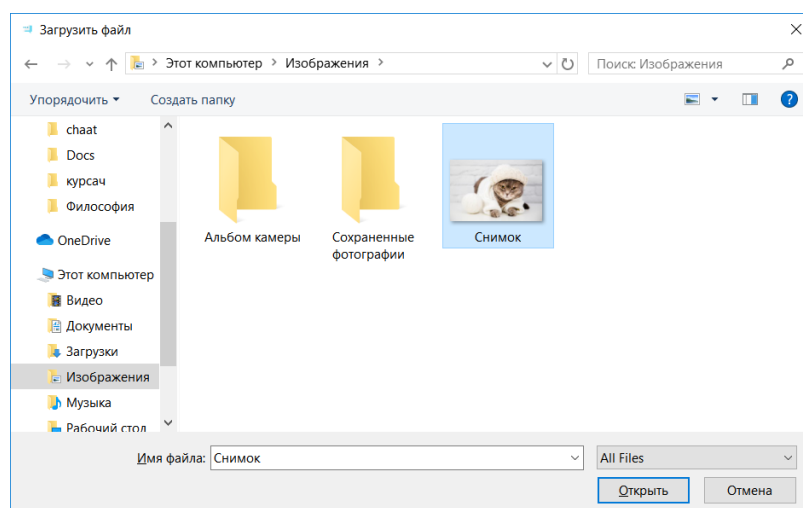 Загрузить файл
Этот компьютер > Изображения >
Поиск: Изображения
Упорядочить
Создать папку
?
chaat
Docs
курсач
Философия
OneDrive
Этот компьютер
Видео
Документы
Загрузки
Изображения
Музыка
Рабочий стол
Альбом камеры
Сохраненные
фотографии
Снимок
Имя файла: Снимок
All Files
Открыть
Отмена